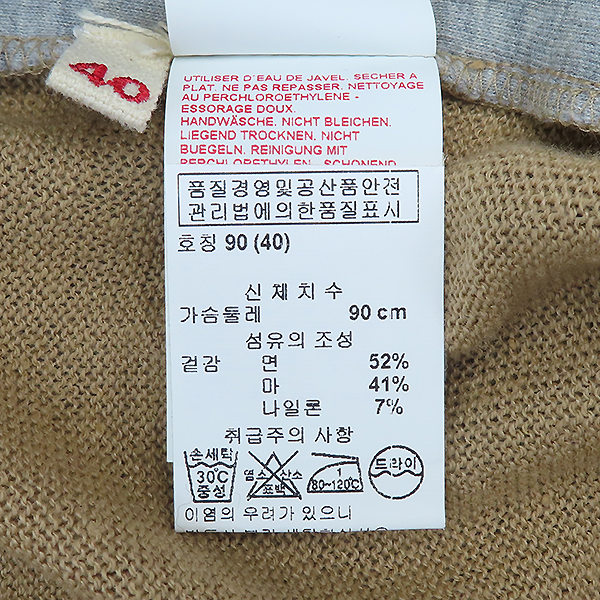 40
UTILISER D'EAU DE JAVEL. SECHER A
PLAT. NE PAS REPASSER. NETTOYAGE
AU PERCHLOROETHYLENE -
ESSORAGE DOUX.
HANDWÄSCHE. NICHT BLEICHEN.
LIEGEND TROCKNEN. NICHT
BUEGELN. REINIGUNG MIT
PERCHLORETHYLEN - SCHONEND
품질경영및공산품안전
관리법에의한품질표시
호칭 90 (40)
신체치수
가슴둘레 90 cm
섬유의 조성
겉감 면 52%
마 41%
나일론 7%
취급주의 사항
손세탁 30℃ 중성
염소 산소 표백
1 80~120℃
드라이
이염의 우려가 있으니